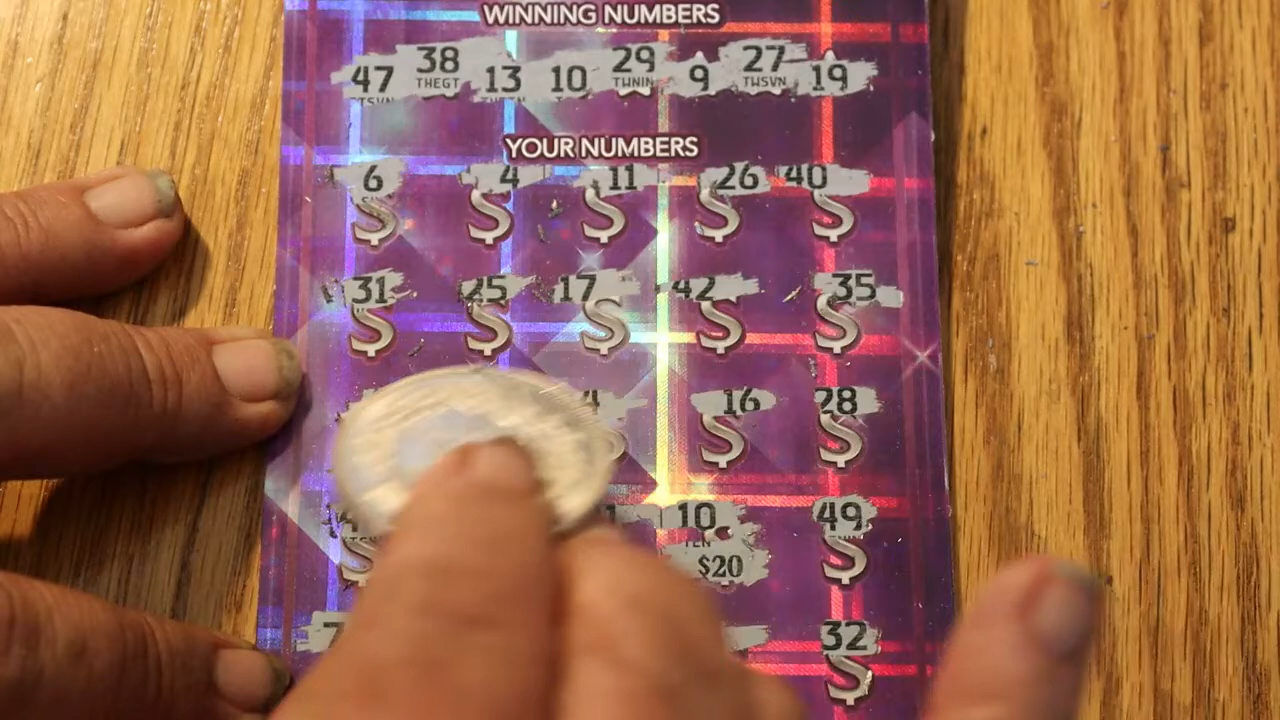 WINNING NUMBERS
47 38 13 10 29 9 27 19
THEGT TWNIN TWSVN
YOUR NUMBERS
6 4 11 26 40
31 25 17 42 35
16 28
10 49
TEN
$20
32